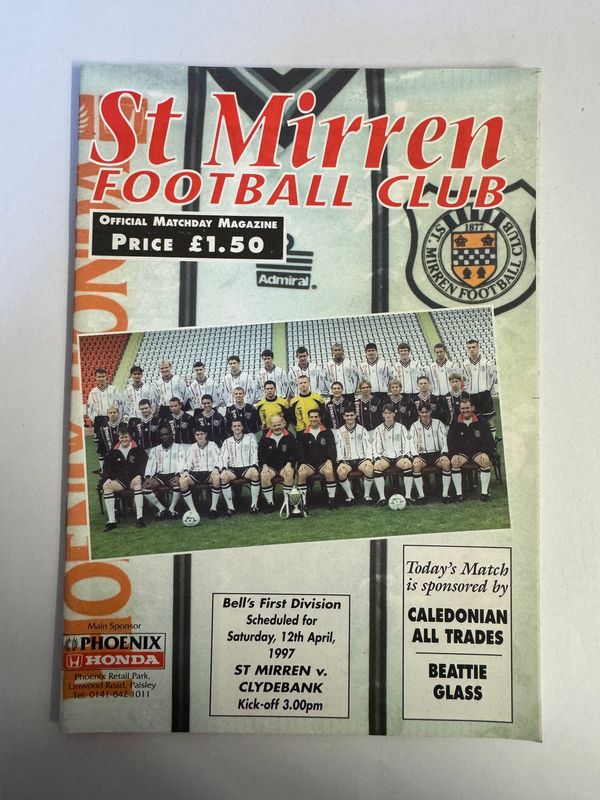 St Mirren
FOOTBALL CLUB
OFFICIAL MATCHDAY MAGAZINE
PRICE £1.50
Admiral
1877
ST. MIRREN FOOTBALL CLUB
Main Sponsor
PHOENIX
HONDA
Phoenix Retail Park,
Linwood Road, Paisley
Tel: 0141-842 1011
Bell's First Division
Scheduled for
Saturday, 12th April,
1997
ST MIRREN v.
CLYDEBANK
Kick-off 3.00pm
Today's Match
is sponsored by
CALEDONIAN
ALL TRADES
BEATTIE
GLASS